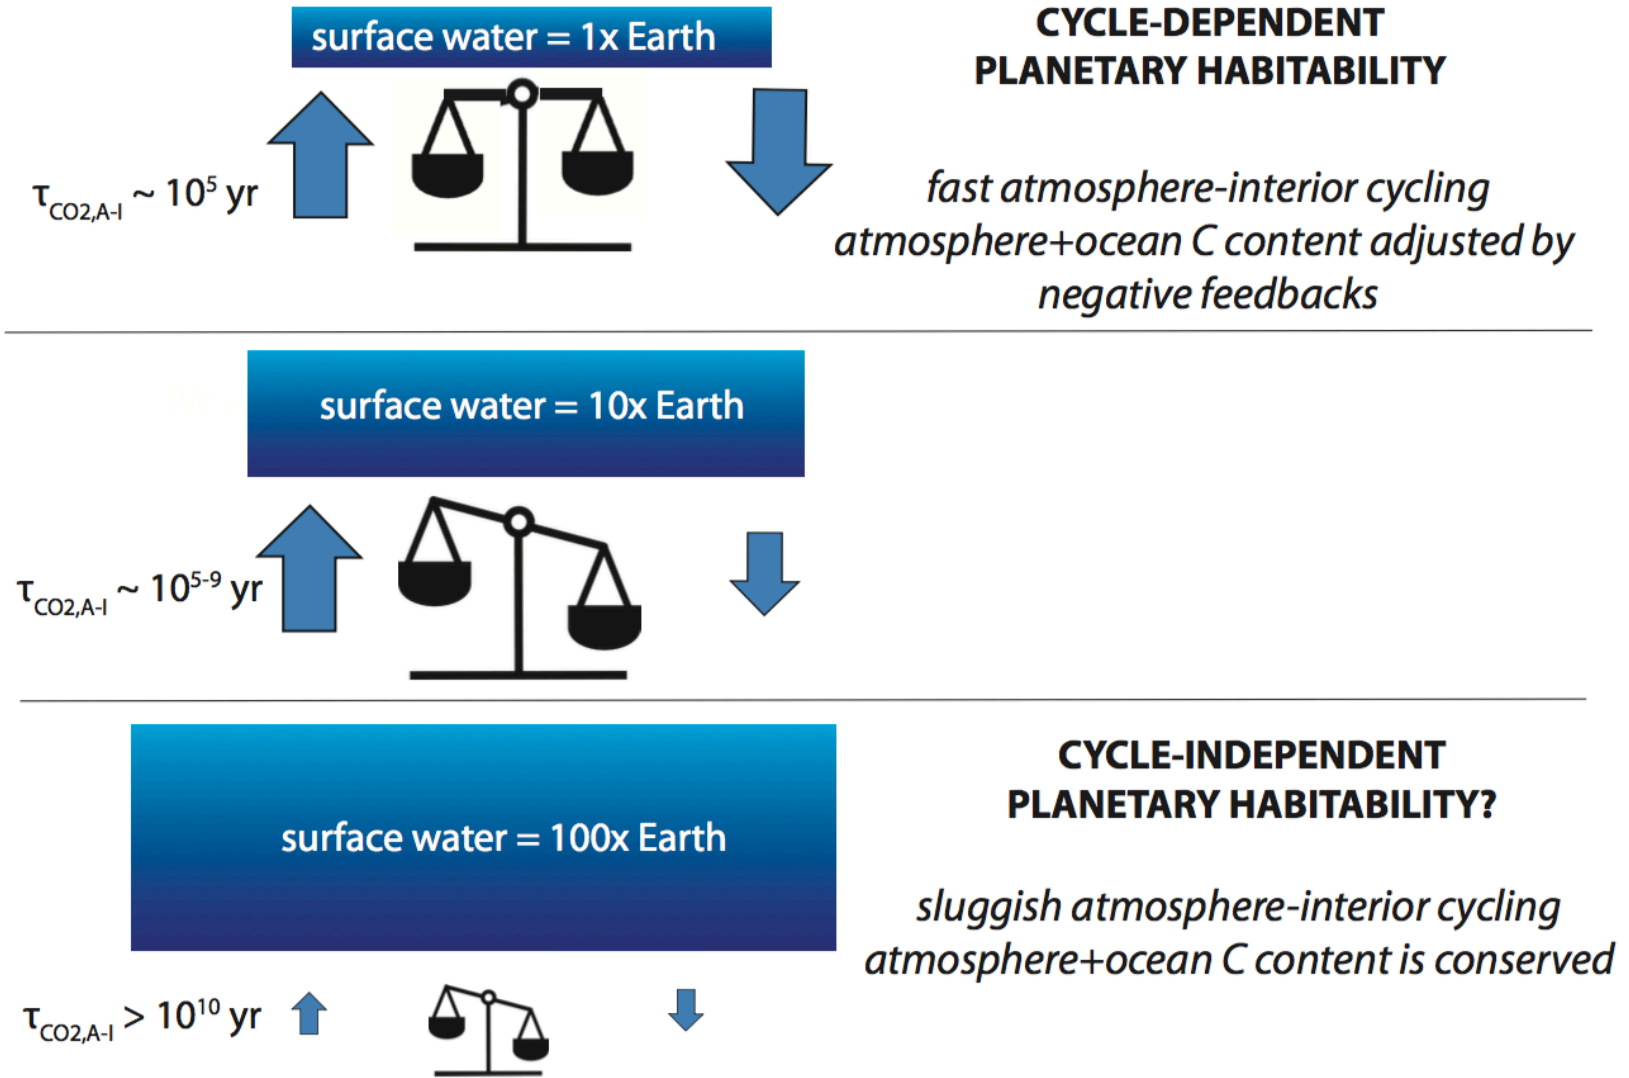 surface water = 1x Earth
CYCLE-DEPENDENT
PLANETARY HABITABILITY
τCO2,A-I ~ 10⁵ yr
fast atmosphere-interior cycling
atmosphere+ocean C content adjusted by
negative feedbacks
surface water = 10x Earth
τCO2,A-I ~ 10⁵⁻⁹ yr
surface water = 100x Earth
CYCLE-INDEPENDENT
PLANETARY HABITABILITY?
sluggish atmosphere-interior cycling
atmosphere+ocean C content is conserved
τCO2,A-I > 10¹⁰ yr